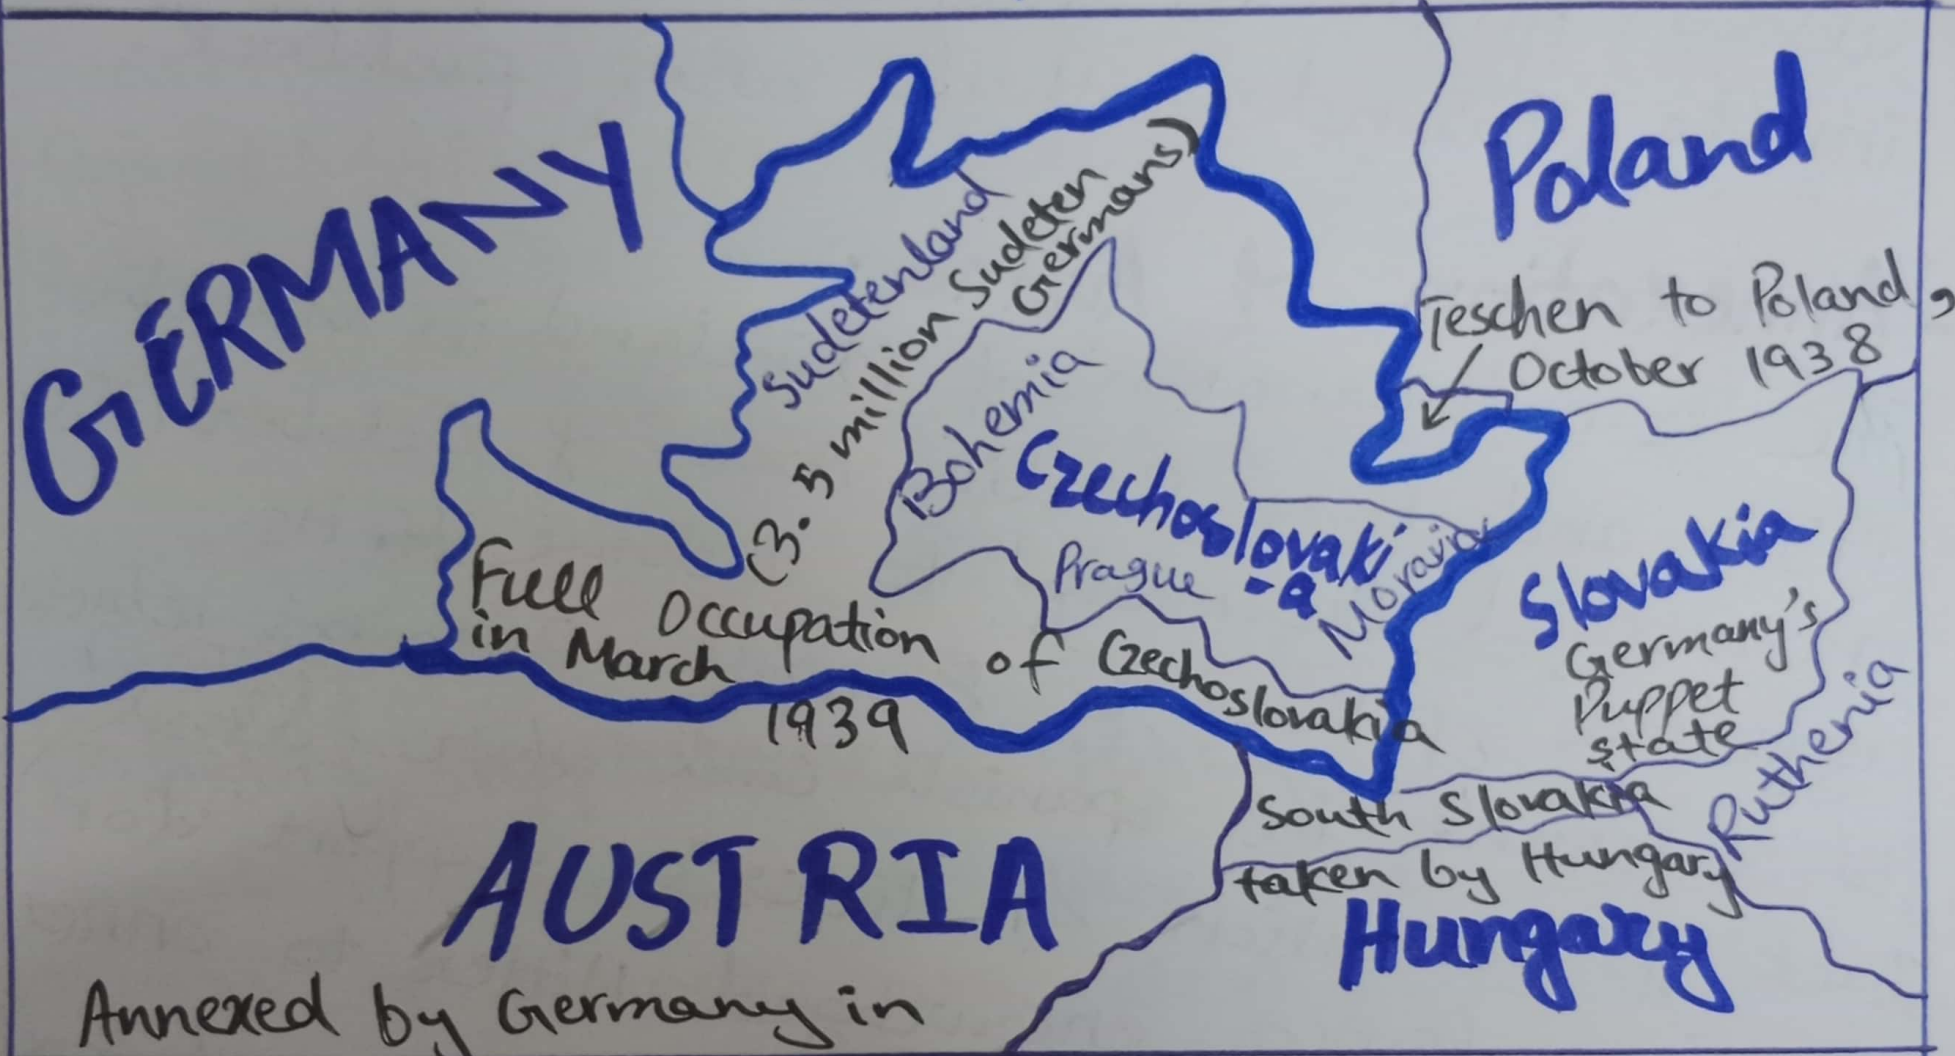 GERMANY
Poland
Sudetenland
(3.5 million Sudeten
Germans)
Teschen to Poland,
October 1938
Bohemia
Czechoslovaki
-a
Prague
Moravia
Slovakia
Germany's
Puppet
state
Ruthenia
Full Occupation of Czechoslovakia
in March
1939
South Slovakia
taken by Hungary
Hungary
AUSTRIA
Annexed by Germany in